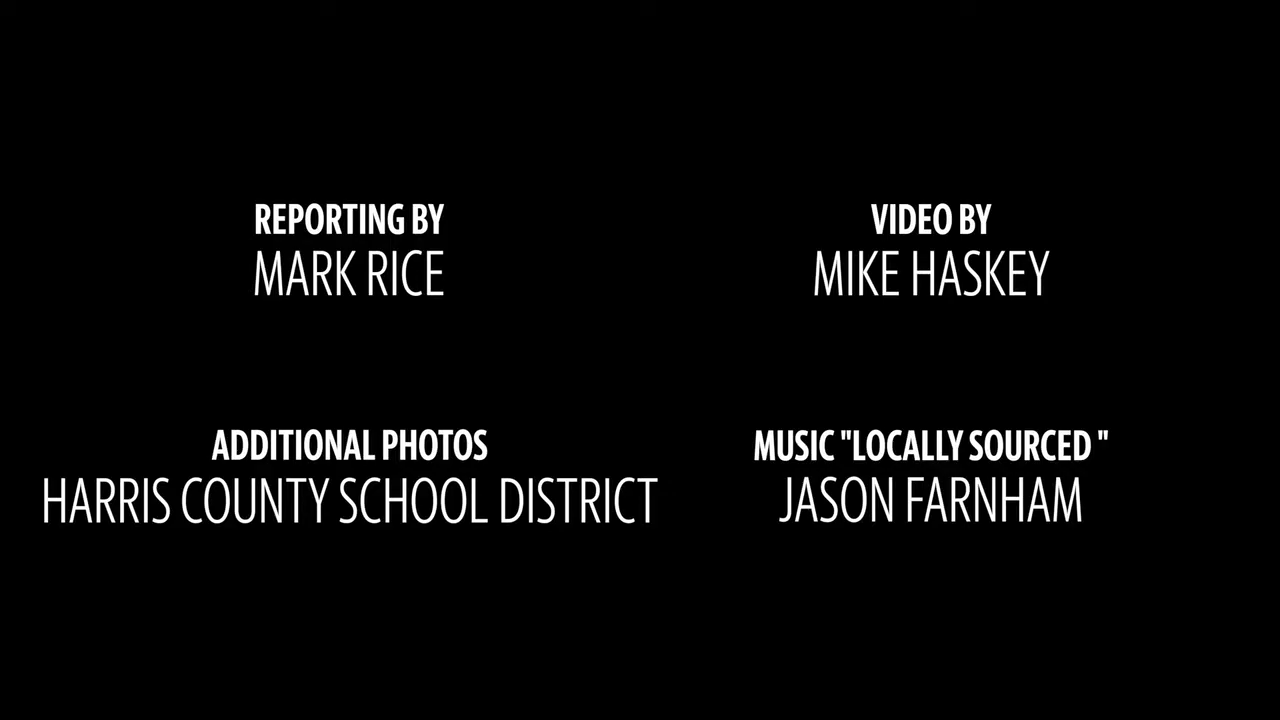 REPORTING BY
MARK RICE
VIDEO BY
MIKE HASKEY
ADDITIONAL PHOTOS
HARRIS COUNTY SCHOOL DISTRICT
MUSIC "LOCALLY SOURCED "
JASON FARNHAM